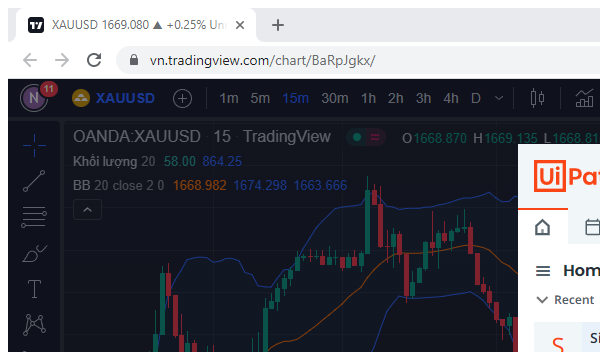 XAUUSD 1669.080 ▲ +0.25%
vn.tradingview.com/chart/BaRpJgkx/
N 11 XAUUSD 1m 5m 15m 30m 1h 2h 3h 4h D
OANDA:XAUUSD · 15 · TradingView O1668.870 H1669.135 L1668.81
Khối lượng 20 58.00 864.25
BB 20 close 2 0 1668.982 1674.298 1663.666
Ui Pat
Hom
Recent
S Si